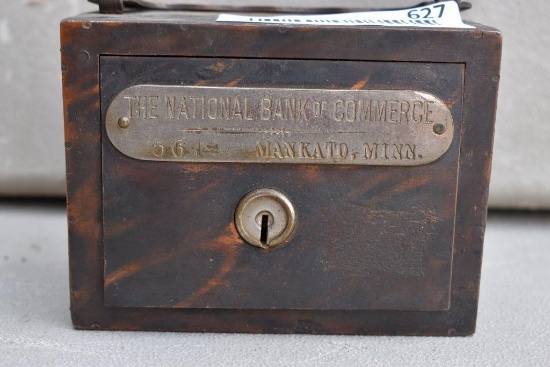 627
THE NATIONAL BANK OF COMMERCE
MANKATO, MINN.